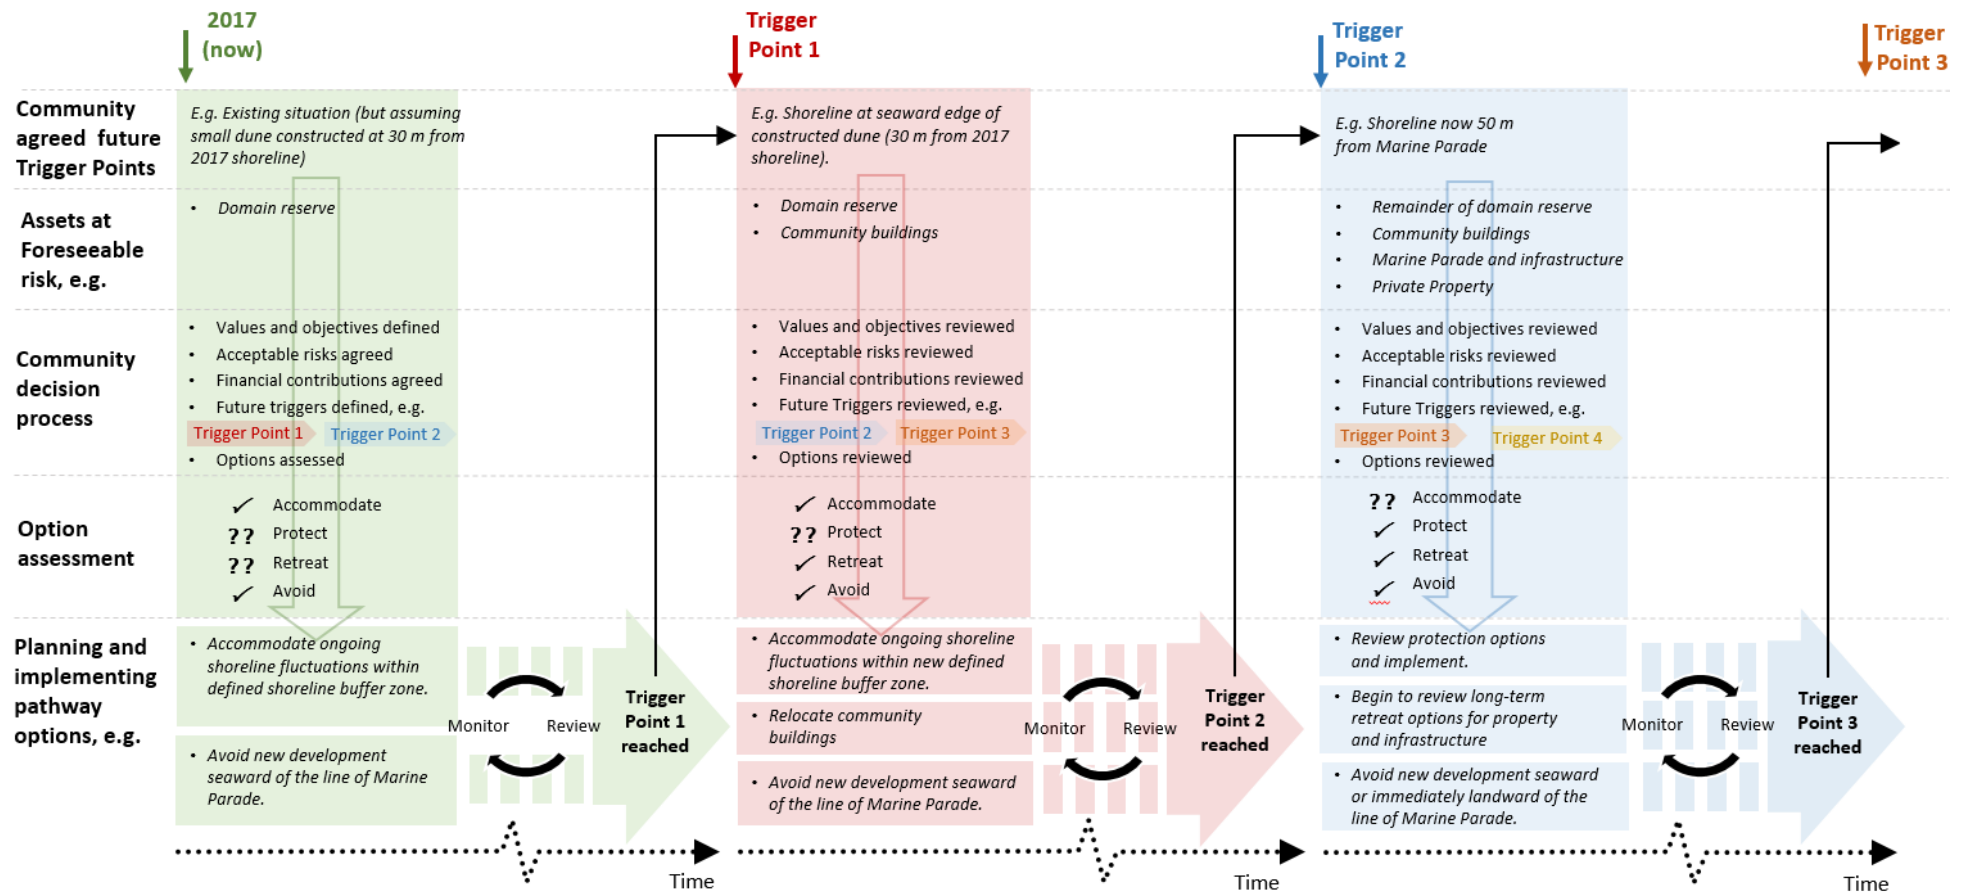 2017
(now)
Trigger
Point 1
Trigger
Point 2
Trigger
Point 3
Community
agreed future
Trigger Points
E.g. Existing situation (but assuming
small dune constructed at 30 m from
2017 shoreline)
E.g. Shoreline at seaward edge of
constructed dune (30 m from 2017
shoreline).
E.g. Shoreline now 50 m
from Marine Parade
Assets at
Foreseeable
risk, e.g.
• Domain reserve
• Domain reserve
• Community buildings
• Remainder of domain reserve
• Community buildings
• Marine Parade and infrastructure
• Private Property
Community
decision
process
• Values and objectives defined
• Acceptable risks agreed
• Financial contributions agreed
• Future triggers defined, e.g.
Trigger Point 1
Trigger Point 2
• Options assessed
• Values and objectives reviewed
• Acceptable risks reviewed
• Financial contributions reviewed
• Future Triggers reviewed, e.g.
Trigger Point 2
Trigger Point 3
• Options reviewed
• Values and objectives reviewed
• Acceptable risks reviewed
• Financial contributions reviewed
• Future Triggers reviewed, e.g.
Trigger Point 3
Trigger Point 4
• Options reviewed
Option
assessment
✓ Accommodate
?? Protect
?? Retreat
✓ Avoid
✓ Accommodate
?? Protect
✓ Retreat
✓ Avoid
?? Accommodate
✓ Protect
✓ Retreat
✓ Avoid
Planning and
implementing
pathway
options, e.g.
• Accommodate ongoing
shoreline fluctuations within
defined shoreline buffer zone.
• Avoid new development
seaward of the line of Marine
Parade.
Monitor
Review
Trigger
Point 1
reached
• Accommodate ongoing shoreline
fluctuations within new defined
shoreline buffer zone.
• Relocate community
buildings
• Avoid new development seaward
of the line of Marine Parade.
Monitor
Review
Trigger
Point 2
reached
• Review protection options
and implement.
• Begin to review long-term
retreat options for property
and infrastructure
• Avoid new development seaward
or immediately landward of the
line of Marine Parade.
Monitor
Review
Trigger
Point 3
reached
Time
Time
Time